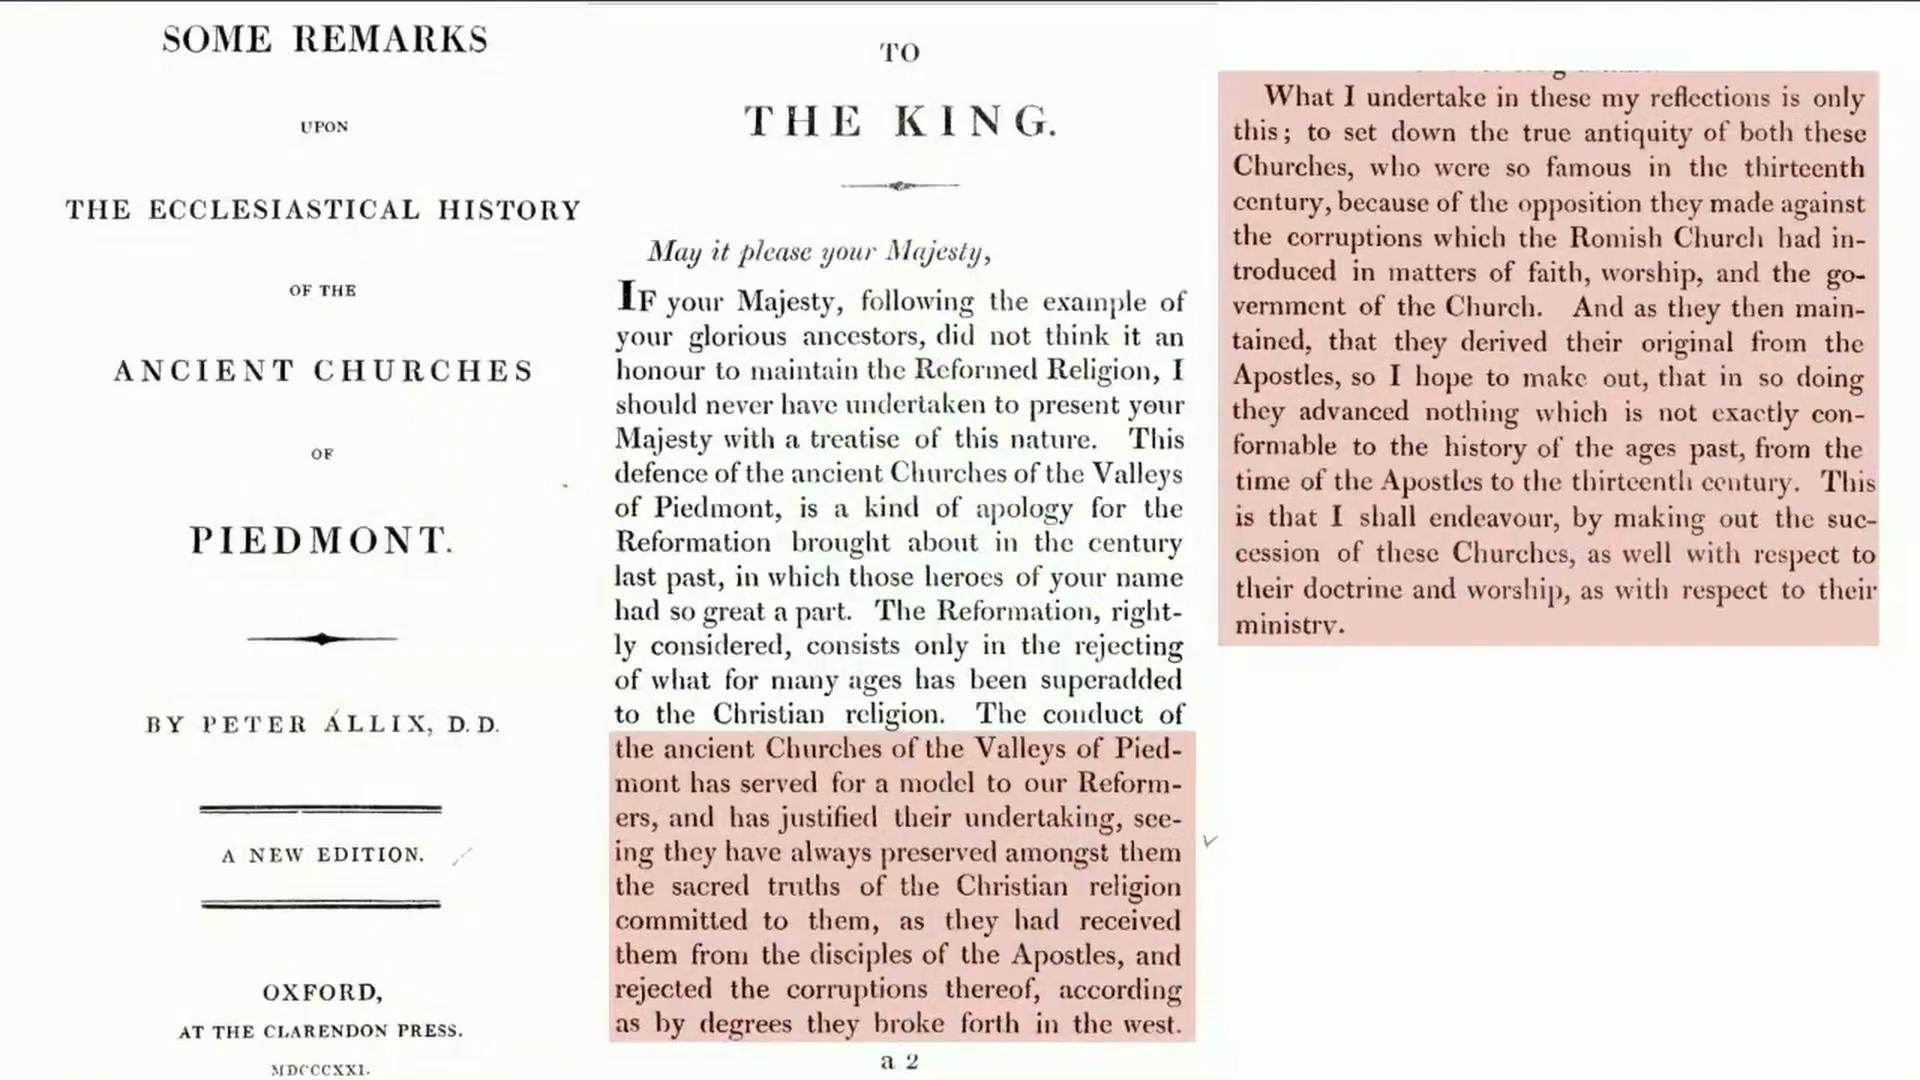 SOME REMARKS
UPON
THE ECCLESIASTICAL HISTORY
OF THE
ANCIENT CHURCHES
OF
PIEDMONT.
BY PETER ALLIX, D.D.
A NEW EDITION.
OXFORD,
AT THE CLARENDON PRESS.
MDCCCXXI.
TO
THE KING.
May it please your Majesty,
IF your Majesty, following the example of
your glorious ancestors, did not think it an
honour to maintain the Reformed Religion, I
should never have undertaken to present your
Majesty with a treatise of this nature. This
defence of the ancient Churches of the Valleys
of Piedmont, is a kind of apology for the
Reformation brought about in the century
last past, in which those heroes of your name
had so great a part. The Reformation, right-
ly considered, consists only in the rejecting
of what for many ages has been superadded
to the Christian religion. The conduct of
the ancient Churches of the Valleys of Pied-
mont has served for a model to our Reform-
ers, and has justified their undertaking, see-
ing they have always preserved amongst them
the sacred truths of the Christian religion
committed to them, as they had received
them from the disciples of the Apostles, and
rejected the corruptions thereof, according
as by degrees they broke forth in the west.
a 2
What I undertake in these my reflections is only
this; to set down the true antiquity of both these
Churches, who were so famous in the thirteenth
century, because of the opposition they made against
the corruptions which the Romish Church had in-
troduced in matters of faith, worship, and the go-
vernment of the Church. And as they then main-
tained, that they derived their original from the
Apostles, so I hope to make out, that in so doing
they advanced nothing which is not exactly con-
formable to the history of the ages past, from the
time of the Apostles to the thirteenth century. This
is that I shall endeavour, by making out the suc-
cession of these Churches, as well with respect to
their doctrine and worship, as with respect to their
ministry.